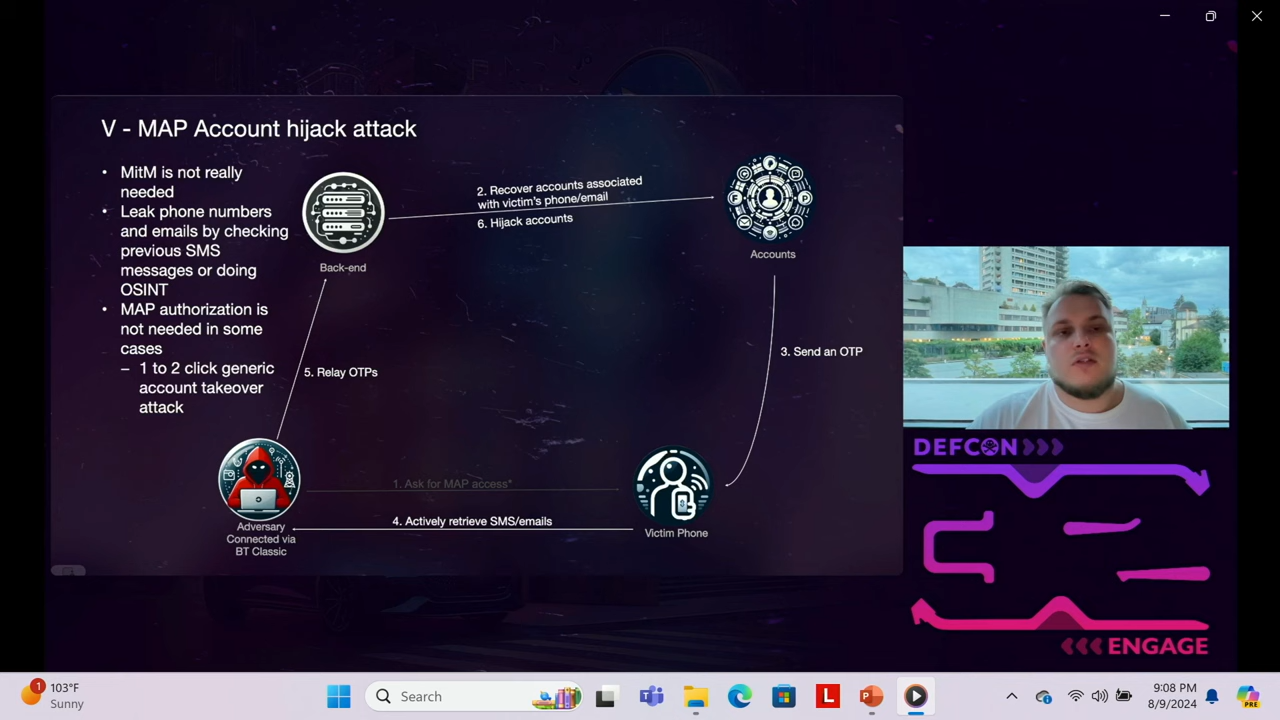 V - MAP Account hijack attack
• MitM is not really
needed
• Leak phone numbers
and emails by checking
previous SMS
messages or doing
OSINT
• MAP authorization is
not needed in some
cases
– 1 to 2 click generic
account takeover
attack
Back-end
2. Recover accounts associated
with victim's phone/email
6. Hijack accounts
Accounts
3. Send an OTP
5. Relay OTPs
1. Ask for MAP access*
4. Actively retrieve SMS/emails
Adversary
Connected via
BT Classic
Victim Phone
DEFCON
ENGAGE
1
103°F
Sunny
Search
L
P
PRE
9:08 PM
8/9/2024